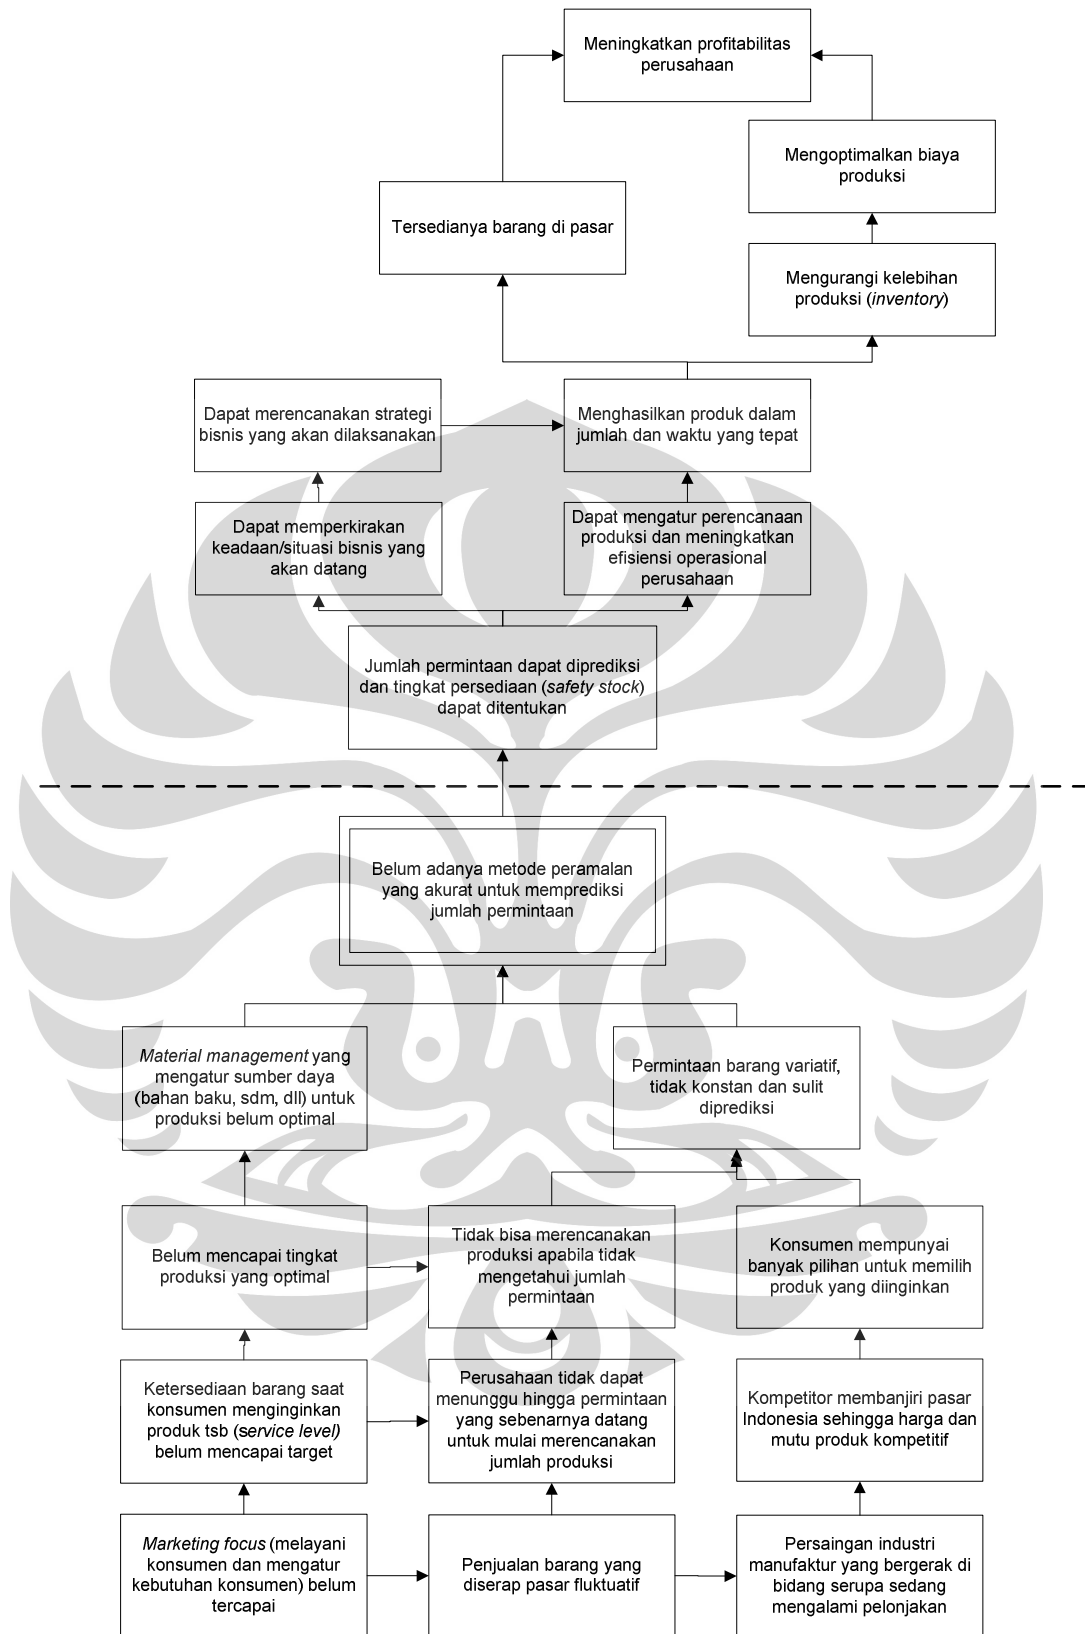 Meningkatkan profitabilitas
perusahaan
Mengoptimalkan biaya
produksi
Tersedianya barang di pasar
Mengurangi kelebihan
produksi (inventory)
Dapat merencanakan strategi
bisnis yang akan dilaksanakan
Menghasilkan produk dalam
jumlah dan waktu yang tepat
Dapat memperkirakan
keadaan/situasi bisnis yang
akan datang
Dapat mengatur perencanaan
produksi dan meningkatkan
efisiensi operasional
perusahaan
Jumlah permintaan dapat diprediksi
dan tingkat persediaan (safety stock)
dapat ditentukan
Belum adanya metode peramalan
yang akurat untuk memprediksi
jumlah permintaan
Material management yang
mengatur sumber daya
(bahan baku, sdm, dll) untuk
produksi belum optimal
Permintaan barang variatif,
tidak konstan dan sulit
diprediksi
Belum mencapai tingkat
produksi yang optimal
Tidak bisa merencanakan
produksi apabila tidak
mengetahui jumlah
permintaan
Konsumen mempunyai
banyak pilihan untuk memilih
produk yang diinginkan
Ketersediaan barang saat
konsumen menginginkan
produk tsb (service level)
belum mencapai target
Perusahaan tidak dapat
menunggu hingga permintaan
yang sebenarnya datang
untuk mulai merencanakan
jumlah produksi
Kompetitor membanjiri pasar
Indonesia sehingga harga dan
mutu produk kompetitif
Marketing focus (melayani
konsumen dan mengatur
kebutuhan konsumen) belum
tercapai
Penjualan barang yang
diserap pasar fluktuatif
Persaingan industri
manufaktur yang bergerak di
bidang serupa sedang
mengalami pelonjakan